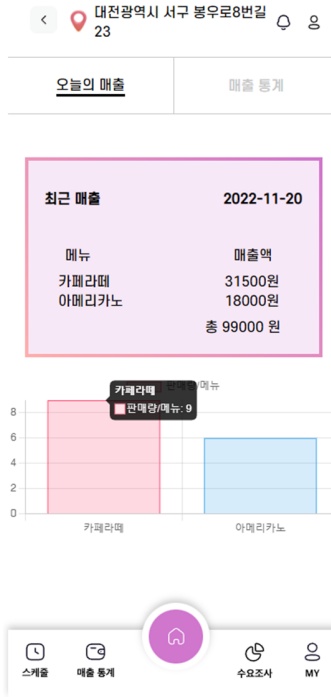 대전광역시 서구 봉우로8번길
23
오늘의 매출
매출 통계
최근 매출 2022-11-20
메뉴 매출액
카페라떼 31500원
아메리카노 18000원
총 99000 원
판매량/메뉴
카페라떼
판매량/메뉴: 9
8
6
4
2
0
카페라떼
아메리카노
스케줄
매출 통계
수요조사
MY